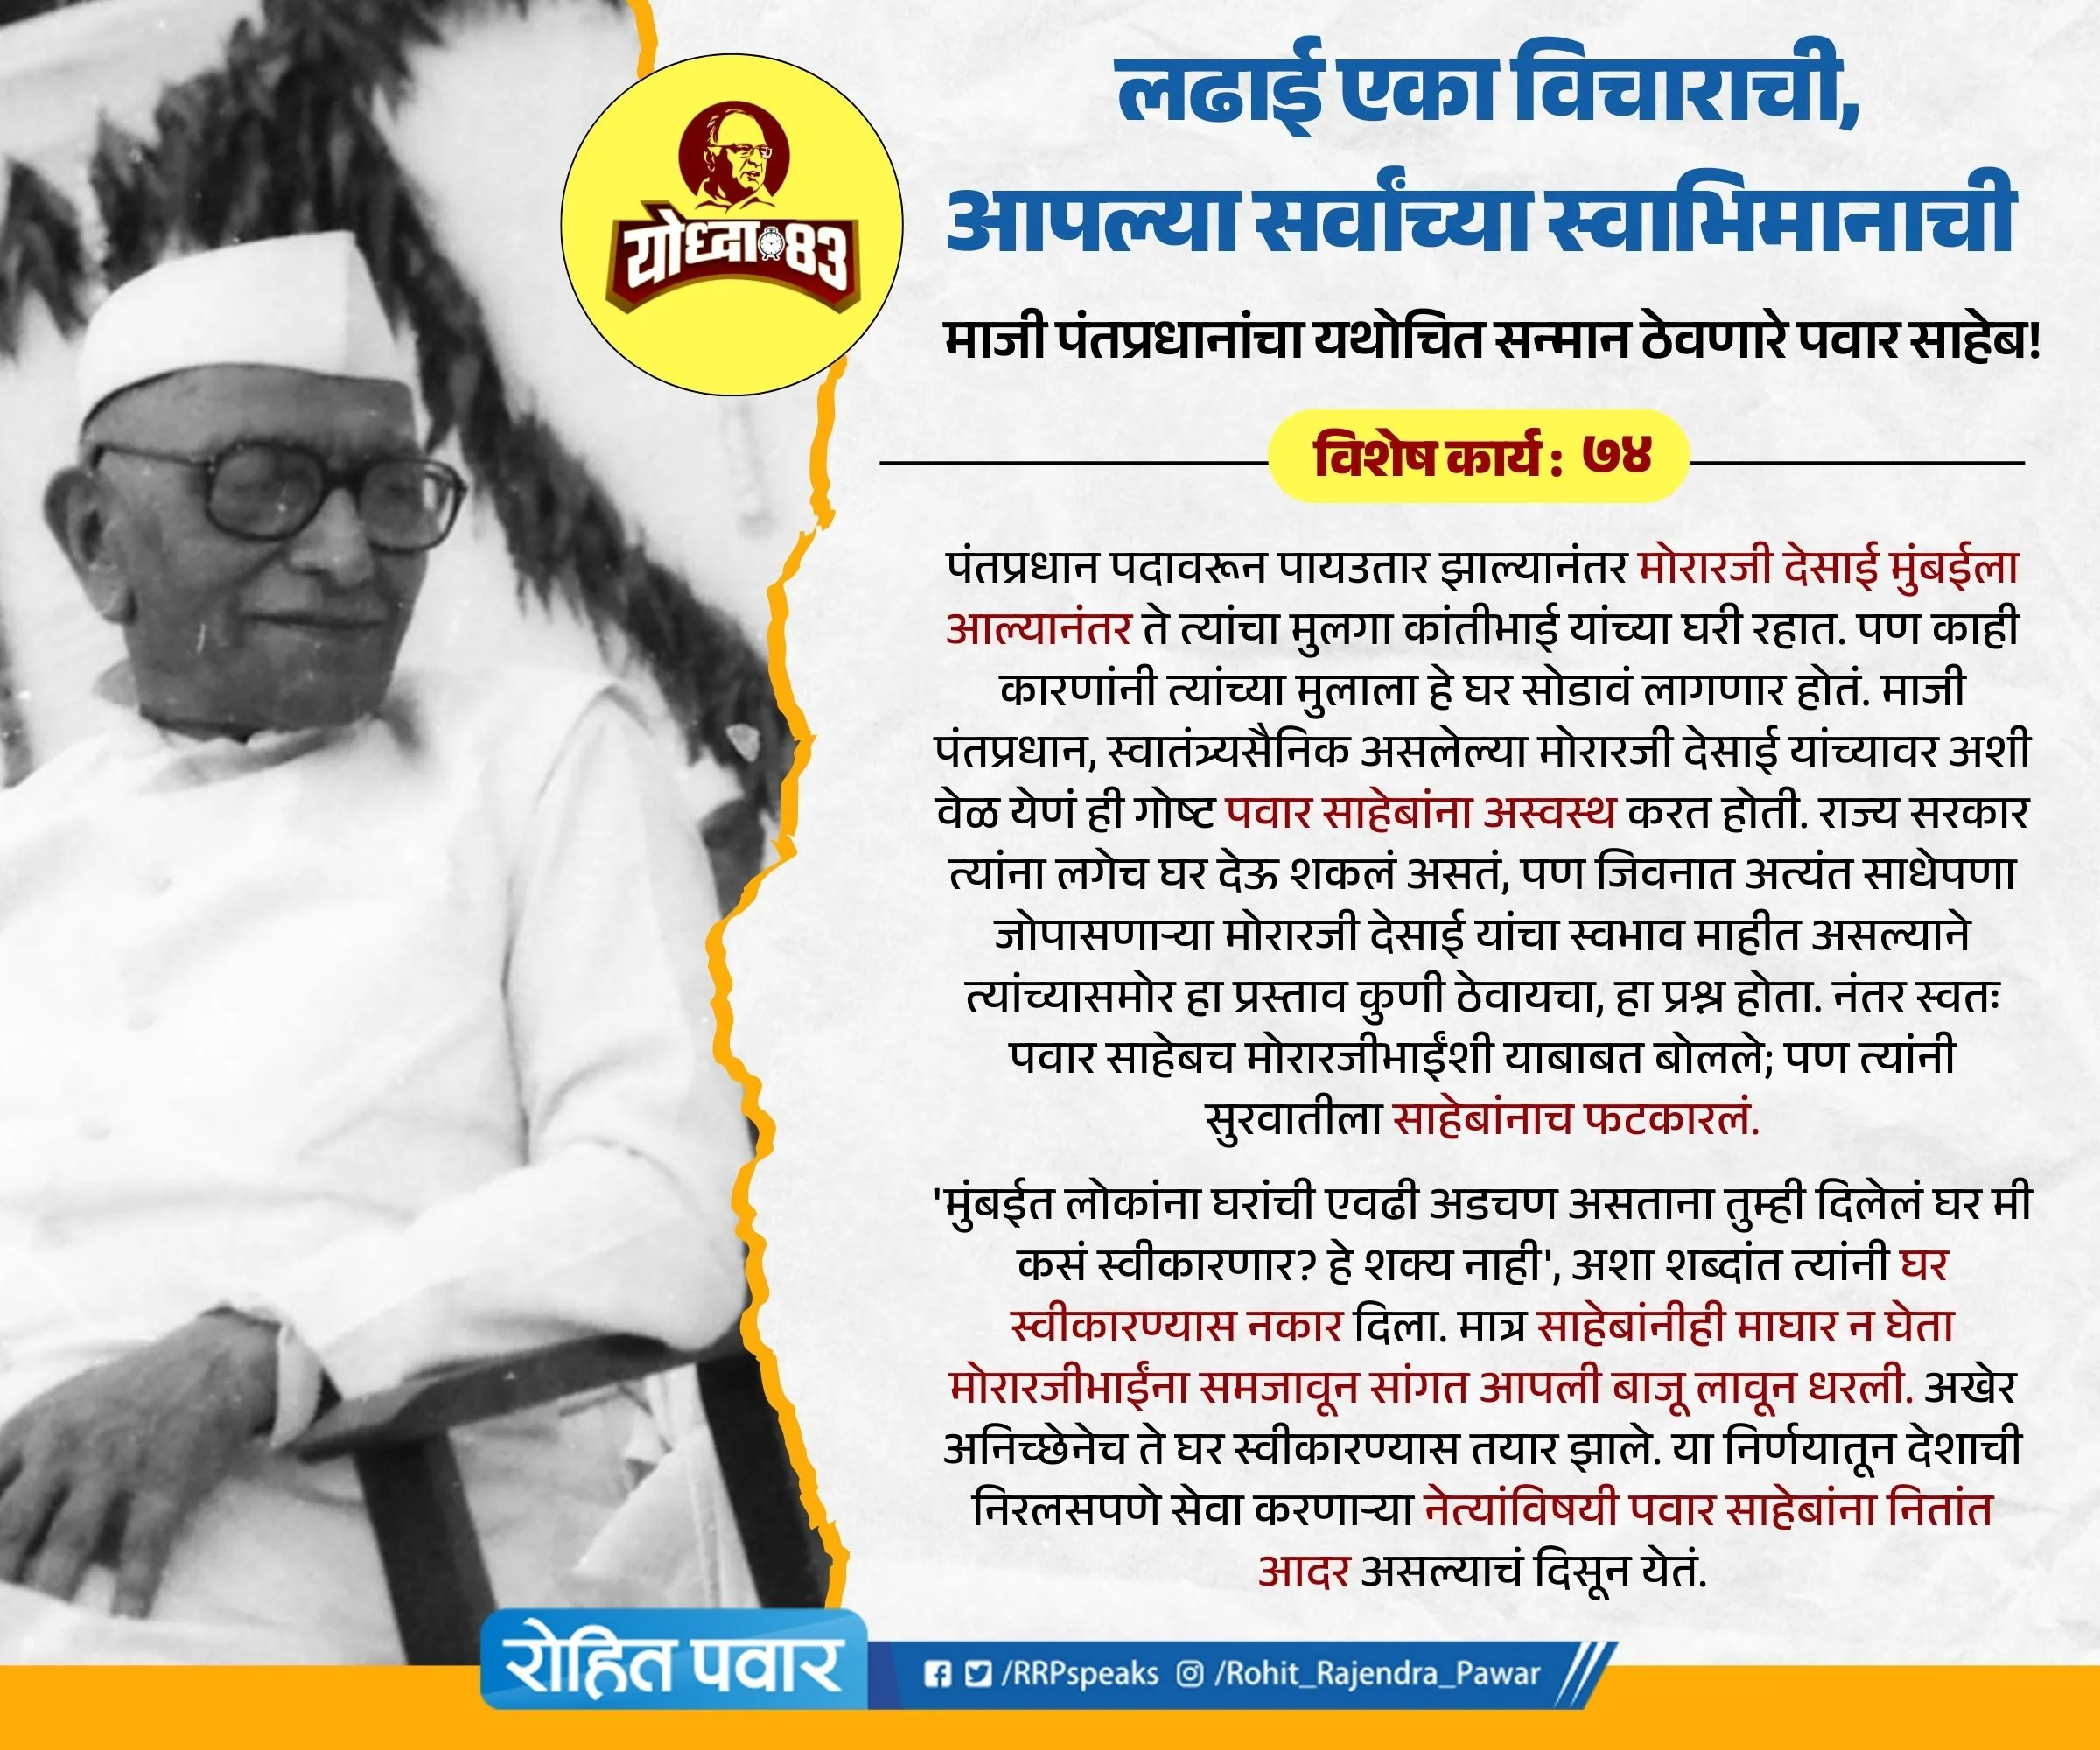 लढाई एका विचाराची,
आपल्या सर्वांच्या स्वाभिमानाची
योध्दा ८३
माजी पंतप्रधानांचा यथोचित सन्मान ठेवणारे पवार साहेब!
विशेष कार्य : ७४
पंतप्रधान पदावरून पायउतार झाल्यानंतर मोरारजी देसाई मुंबईला
आल्यानंतर ते त्यांचा मुलगा कांतीभाई यांच्या घरी रहात. पण काही
कारणांनी त्यांच्या मुलाला हे घर सोडावं लागणार होतं. माजी
पंतप्रधान, स्वातंत्र्यसैनिक असलेल्या मोरारजी देसाई यांच्यावर अशी
वेळ येणं ही गोष्ट पवार साहेबांना अस्वस्थ करत होती. राज्य सरकार
त्यांना लगेच घर देऊ शकलं असतं, पण जिवनात अत्यंत साधेपणा
जोपासणाऱ्या मोरारजी देसाई यांचा स्वभाव माहीत असल्याने
त्यांच्यासमोर हा प्रस्ताव कुणी ठेवायचा, हा प्रश्न होता. नंतर स्वतः
पवार साहेबच मोरारजीभाईंशी याबाबत बोलले; पण त्यांनी
सुरवातीला साहेबांनाच फटकारलं.
'मुंबईत लोकांना घरांची एवढी अडचण असताना तुम्ही दिलेलं घर मी
कसं स्वीकारणार? हे शक्य नाही', अशा शब्दांत त्यांनी घर
स्वीकारण्यास नकार दिला. मात्र साहेबांनीही माघार न घेता
मोरारजीभाईंना समजावून सांगत आपली बाजू लावून धरली. अखेर
अनिच्छेनेच ते घर स्वीकारण्यास तयार झाले. या निर्णयातून देशाची
निरलसपणे सेवा करणाऱ्या नेत्यांविषयी पवार साहेबांना नितांत
आदर असल्याचं दिसून येतं.
रोहित पवार
/RRPspeaks /Rohit_Rajendra_Pawar